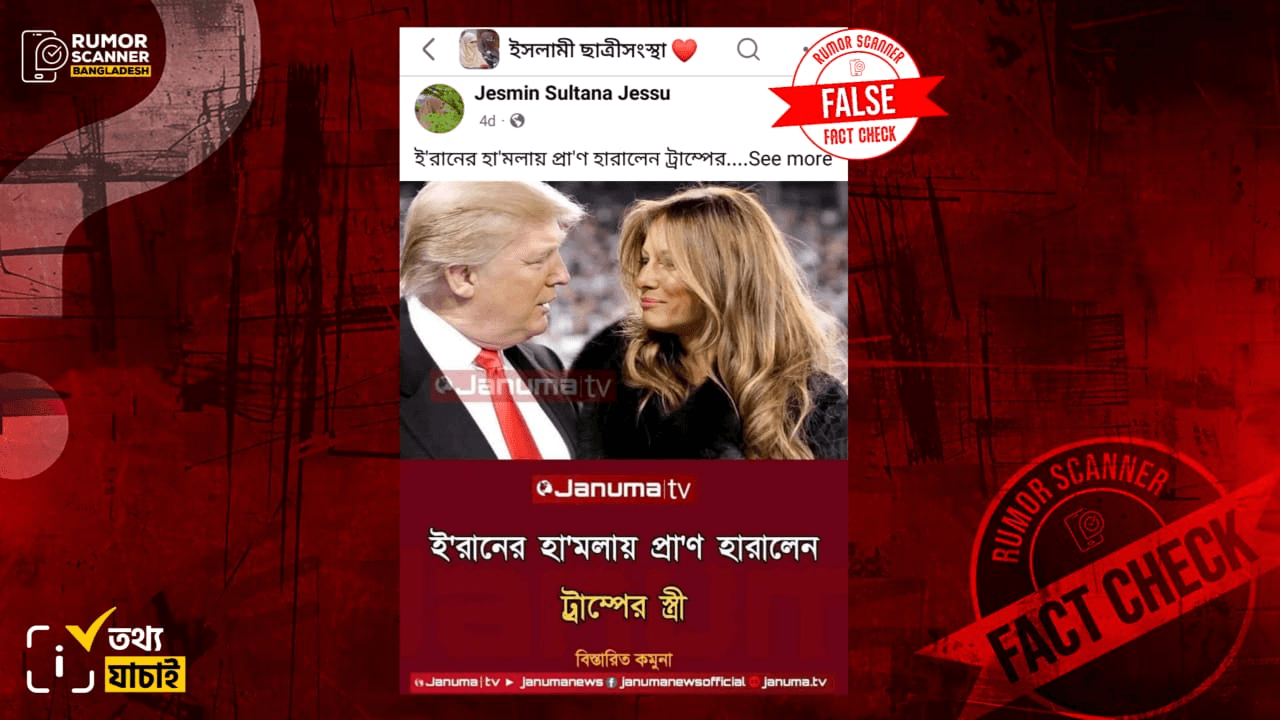 RUMOR
SCANNER
BANGLADESH
ইসলামী ছাত্রীসংস্থা
Jesmin Sultana Jessu
4d
ই'রানের হা'মলায় প্রা'ণ হারালেন ট্রাম্পের....See more
RUMOR SCANNER
FALSE
FACT CHECK
Januma tv
Januma tv
ই'রানের হা'মলায় প্রা'ণ হারালেন
ট্রাম্পের স্ত্রী
বিস্তারিত কমুনা
Januma | tv janumanews janumanewsofficial januma.tv
তথ্য
যাচাই
RUMOR SCANNER
FACT CHECK